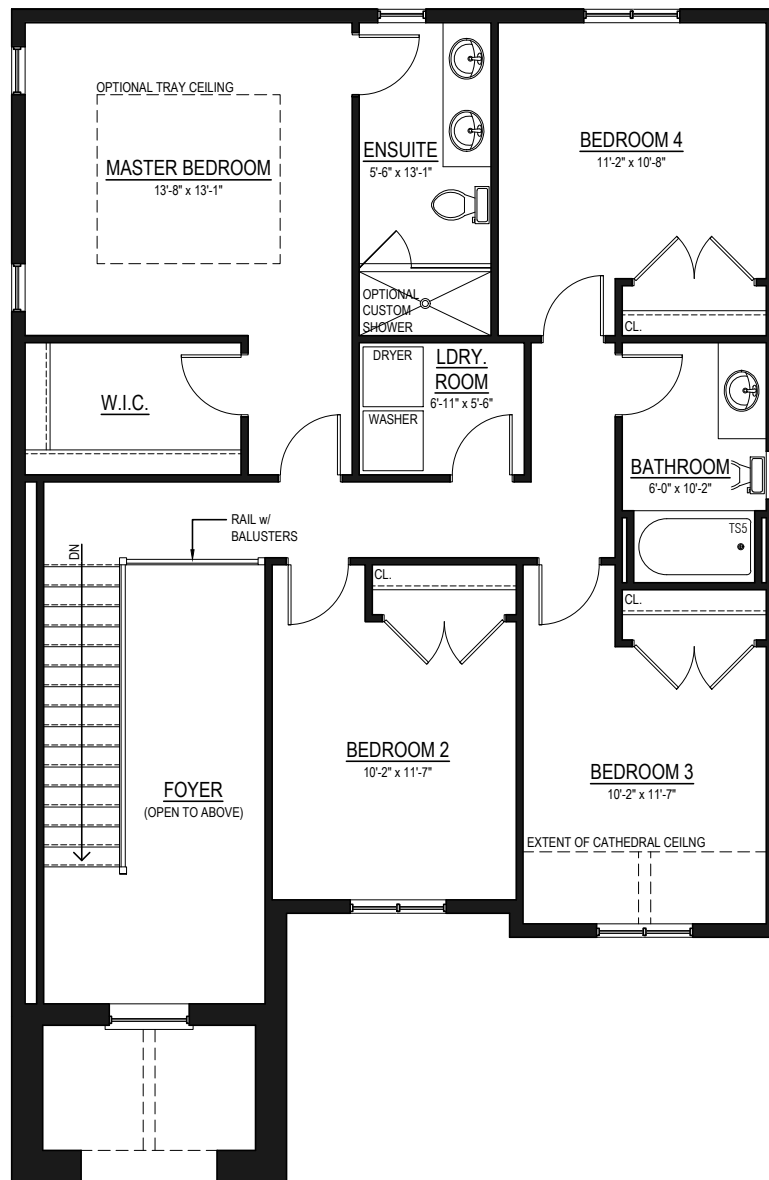 OPTIONAL TRAY CEILING
MASTER BEDROOM
13'-8" x 13'-1"
ENSUITE
5'-6" x 13'-1"
BEDROOM 4
11'-2" x 10'-8"
OPTIONAL
CUSTOM
SHOWER
CL.
W.I.C.
DRYER
WASHER
LDRY.
ROOM
6'-11" x 5'-6"
BATHROOM
6'-0" x 10'-2"
TS5
DN
RAIL w/
BALUSTERS
CL.
CL.
BEDROOM 2
10'-2" x 11'-7"
BEDROOM 3
10'-2" x 11'-7"
FOYER
(OPEN TO ABOVE)
EXTENT OF CATHEDRAL CEILNG